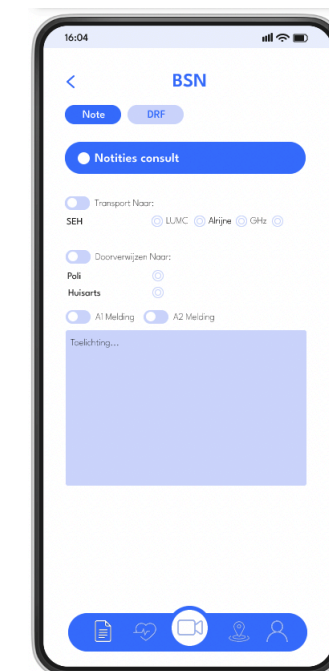 16:04
BSN
Note DRF
Notities consult
Transport Naar:
SEH LUMC Alrijne GHz
Doorverwijzen Naar:
Poli
Huisarts
A1 Melding A2 Melding
Toelichting...